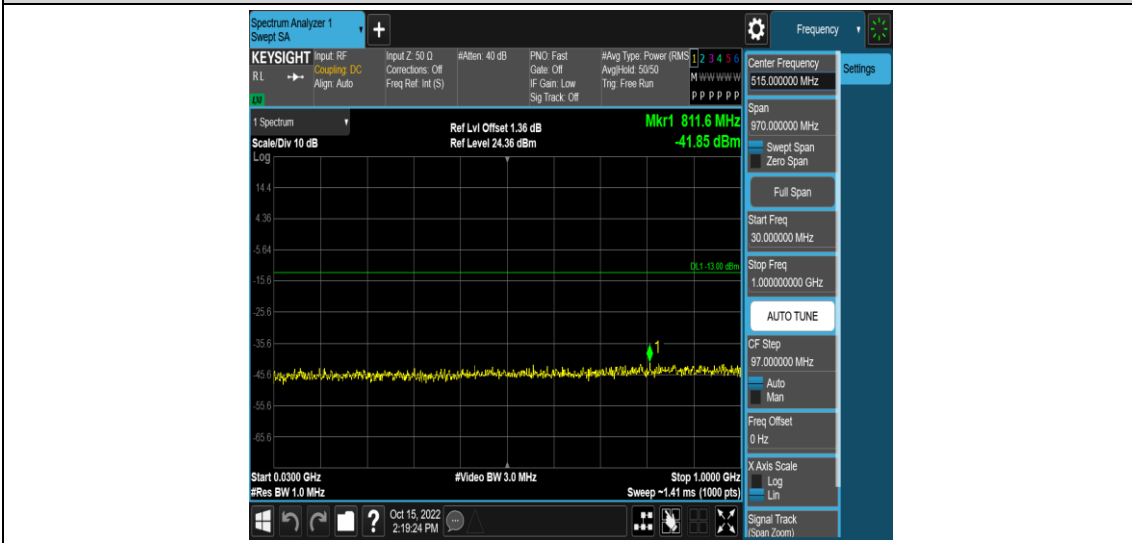 Spectrum Analyzer 1
Swept SA
+
Frequency
KEYSIGHT
RL
LXI
Input: RF
Coupling: DC
Align: Auto
Input Z: 50 Ω
Corrections: Off
Freq Ref: Int (S)
#Atten: 40 dB
PNO: Fast
Gate: Off
IF Gain: Low
Sig Track: Off
#Avg Type: Power (RMS
Avg|Hold: 50/50
Trig: Free Run
1 2 3 4 5 6
M W W W W W
P P P P P P
1 Spectrum
Scale/Div 10 dB
Log
Ref Lvl Offset 1.36 dB
Ref Level 24.36 dBm
Mkr1 811.6 MHz
-41.85 dBm
14.4
4.36
-5.64
-15.6
-25.6
-35.6
-45.6
-55.6
-65.6
DL1 -13.00 dBm
1
Start 0.0300 GHz
#Res BW 1.0 MHz
#Video BW 3.0 MHz
Stop 1.0000 GHz
Sweep ~1.41 ms (1000 pts)
?
Oct 15, 2022
2:19:24 PM
Center Frequency
515.000000 MHz
Settings
Span
970.000000 MHz
Swept Span
Zero Span
Full Span
Start Freq
30.000000 MHz
Stop Freq
1.000000000 GHz
AUTO TUNE
CF Step
97.000000 MHz
Auto
Man
Freq Offset
0 Hz
X Axis Scale
Log
Lin
Signal Track
(Span Zoom)